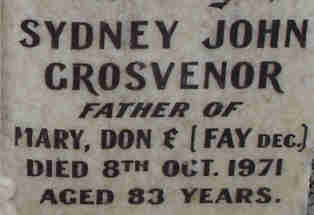 SYDNEY JOHN
GROSVENOR
FATHER OF
MARY, DON & (FAY DEC.)
DIED 8TH OCT. 1971
AGED 83 YEARS.